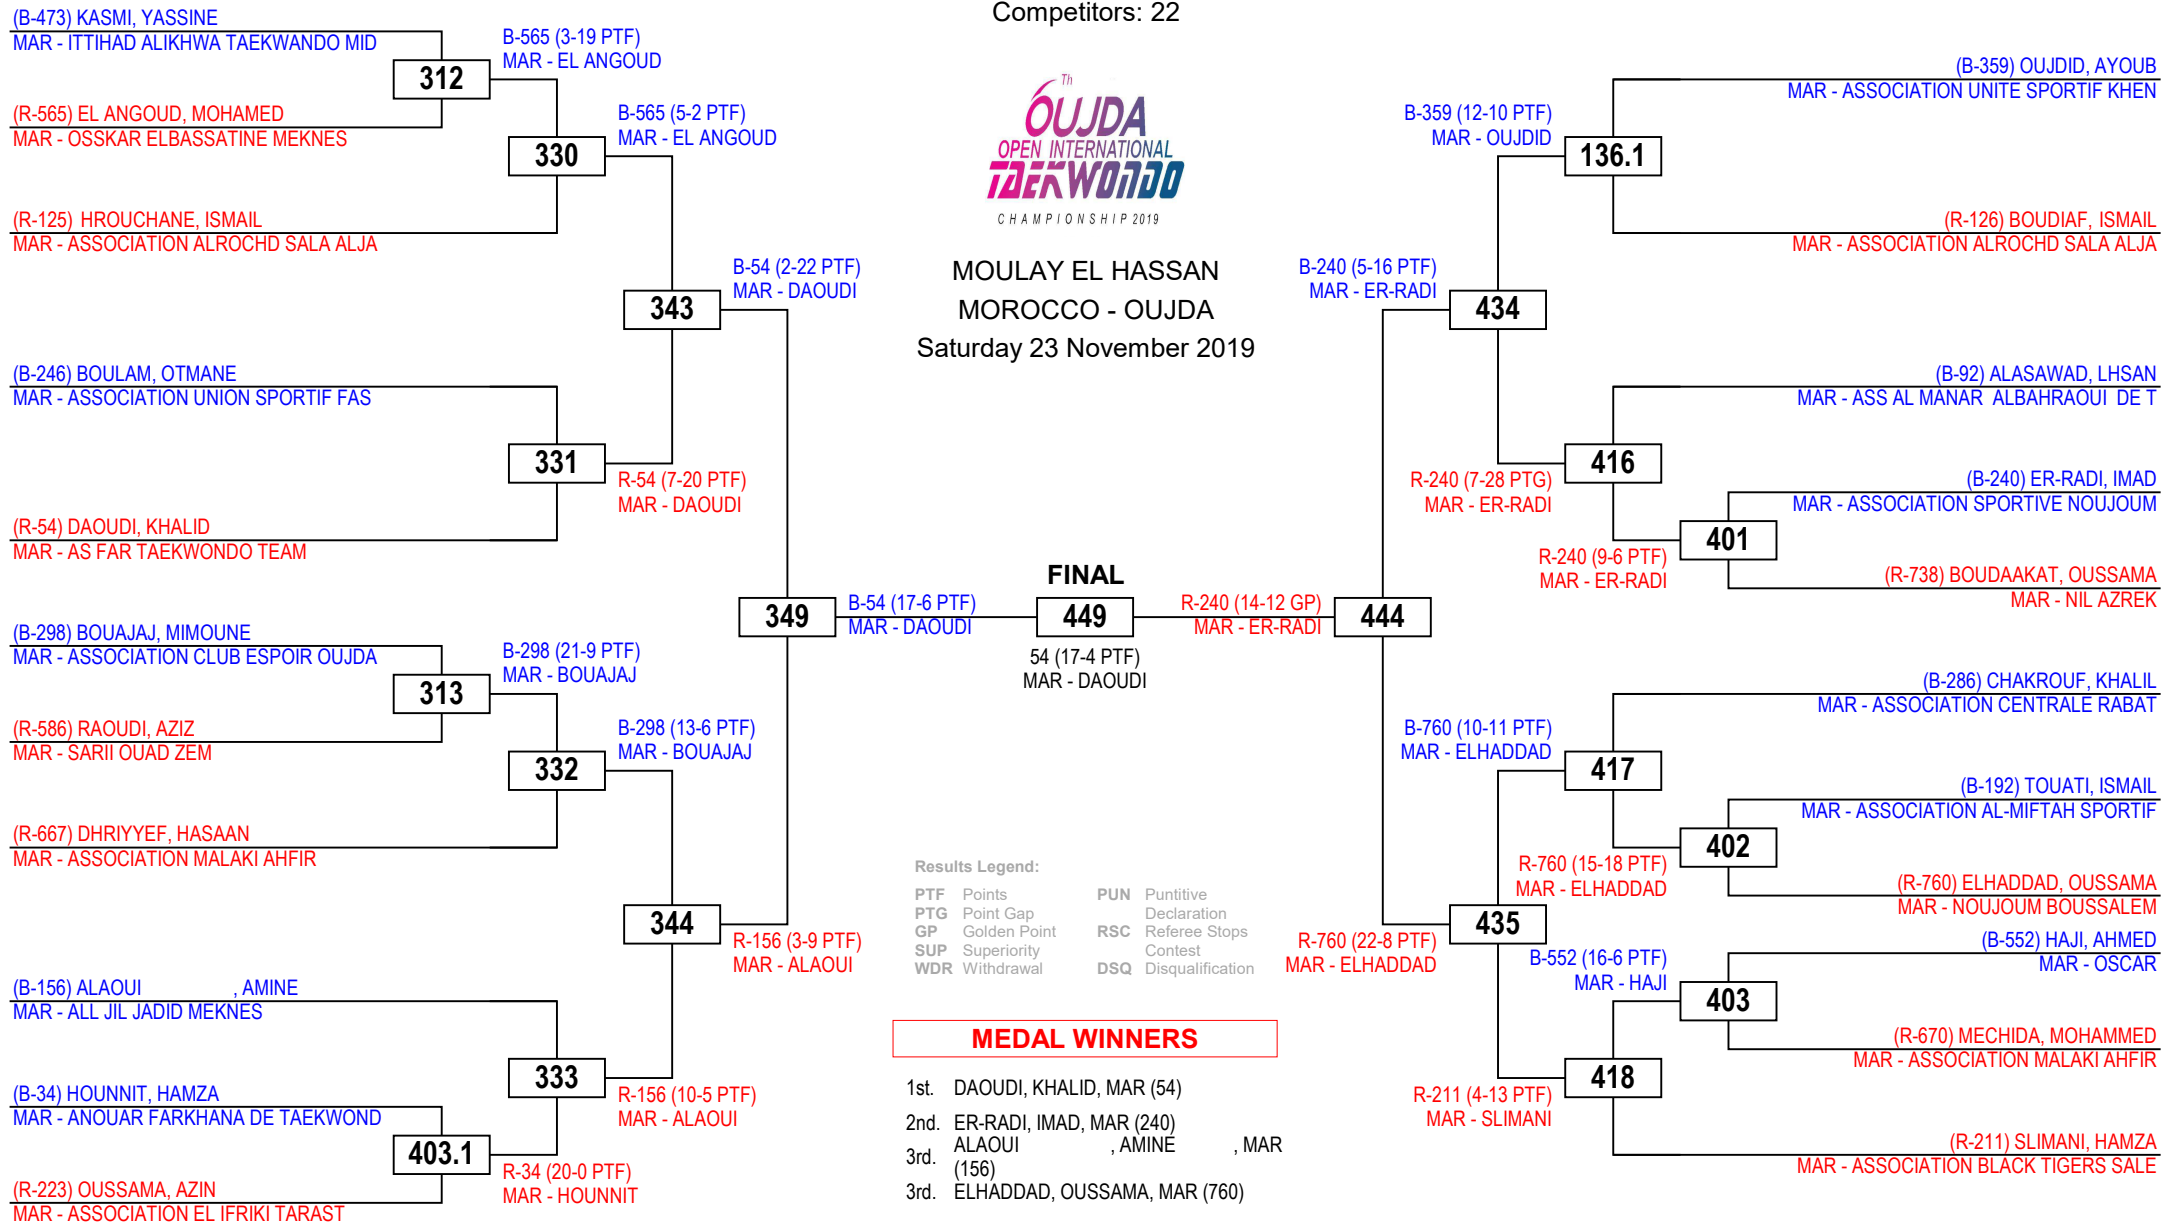 Competitors: 22
(B-473) KASMI, YASSINE
MAR - ITTIHAD ALIKHWA TAEKWANDO MID
312
B-565 (3-19 PTF)
MAR - EL ANGOUD
(R-565) EL ANGOUD, MOHAMED
MAR - OSSKAR ELBASSATINE MEKNES
330
B-565 (5-2 PTF)
MAR - EL ANGOUD
(R-125) HROUCHANE, ISMAIL
MAR - ASSOCIATION ALROCHD SALA ALJA
343
B-54 (2-22 PTF)
MAR - DAOUDI
(B-246) BOULAM, OTMANE
MAR - ASSOCIATION UNION SPORTIF FAS
331
R-54 (7-20 PTF)
MAR - DAOUDI
(R-54) DAOUDI, KHALID
MAR - AS FAR TAEKWONDO TEAM
349
B-54 (17-6 PTF)
MAR - DAOUDI
(B-298) BOUAJAJ, MIMOUNE
MAR - ASSOCIATION CLUB ESPOIR OUJDA
313
B-298 (21-9 PTF)
MAR - BOUAJAJ
(R-586) RAOUDI, AZIZ
MAR - SARII OUAD ZEM
332
B-298 (13-6 PTF)
MAR - BOUAJAJ
(R-667) DHRIYYEF, HASAAN
MAR - ASSOCIATION MALAKI AHFIR
344
R-156 (3-9 PTF)
MAR - ALAOUI
(B-156) ALAOUI , AMINE
MAR - ALL JIL JADID MEKNES
333
R-156 (10-5 PTF)
MAR - ALAOUI
(B-34) HOUNNIT, HAMZA
MAR - ANOUAR FARKHANA DE TAEKWOND
403.1
R-34 (20-0 PTF)
MAR - HOUNNIT
(R-223) OUSSAMA, AZIN
MAR - ASSOCIATION EL IFRIKI TARAST
6Th
OUJDA
OPEN INTERNATIONAL
TAEKWONDO
CHAMPIONSHIP 2019
MOULAY EL HASSAN
MOROCCO - OUJDA
Saturday 23 November 2019
FINAL
449
54 (17-4 PTF)
MAR - DAOUDI
Results Legend:
PTF Points
PTG Point Gap
GP Golden Point
SUP Superiority
WDR Withdrawal
PUN Puntitive
Declaration
RSC Referee Stops
Contest
DSQ Disqualification
MEDAL WINNERS
1st. DAOUDI, KHALID, MAR (54)
2nd. ER-RADI, IMAD, MAR (240)
3rd. ALAOUI , AMINE , MAR
(156)
3rd. ELHADDAD, OUSSAMA, MAR (760)
(B-359) OUJDID, AYOUB
MAR - ASSOCIATION UNITE SPORTIF KHEN
B-359 (12-10 PTF)
MAR - OUJDID
136.1
(R-126) BOUDIAF, ISMAIL
MAR - ASSOCIATION ALROCHD SALA ALJA
B-240 (5-16 PTF)
MAR - ER-RADI
434
(B-92) ALASAWAD, LHSAN
MAR - ASS AL MANAR ALBAHRAOUI DE T
416
R-240 (7-28 PTG)
MAR - ER-RADI
(B-240) ER-RADI, IMAD
MAR - ASSOCIATION SPORTIVE NOUJOUM
401
R-240 (9-6 PTF)
MAR - ER-RADI
(R-738) BOUDAAKAT, OUSSAMA
MAR - NIL AZREK
R-240 (14-12 GP)
MAR - ER-RADI
444
(B-286) CHAKROUF, KHALIL
MAR - ASSOCIATION CENTRALE RABAT
B-760 (10-11 PTF)
MAR - ELHADDAD
417
(B-192) TOUATI, ISMAIL
MAR - ASSOCIATION AL-MIFTAH SPORTIF
402
R-760 (15-18 PTF)
MAR - ELHADDAD
(R-760) ELHADDAD, OUSSAMA
MAR - NOUJOUM BOUSSALEM
435
R-760 (22-8 PTF)
MAR - ELHADDAD
(B-552) HAJI, AHMED
MAR - OSCAR
B-552 (16-6 PTF)
MAR - HAJI
403
(R-670) MECHIDA, MOHAMMED
MAR - ASSOCIATION MALAKI AHFIR
418
R-211 (4-13 PTF)
MAR - SLIMANI
(R-211) SLIMANI, HAMZA
MAR - ASSOCIATION BLACK TIGERS SALE